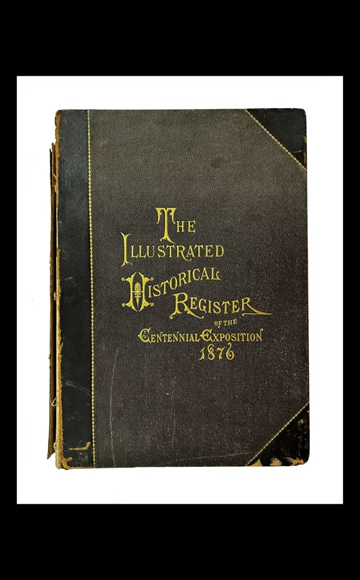 The
Illustrated
Historical
Register
of the
Centennial Exposition
1876